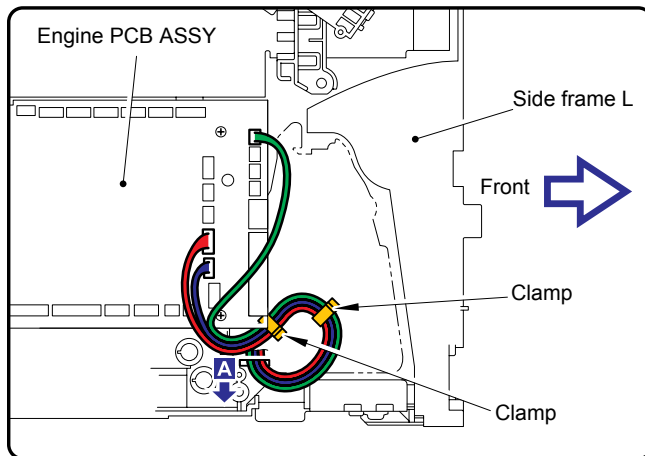 Engine PCB ASSY
Side frame L
Front
Clamp
A
Clamp